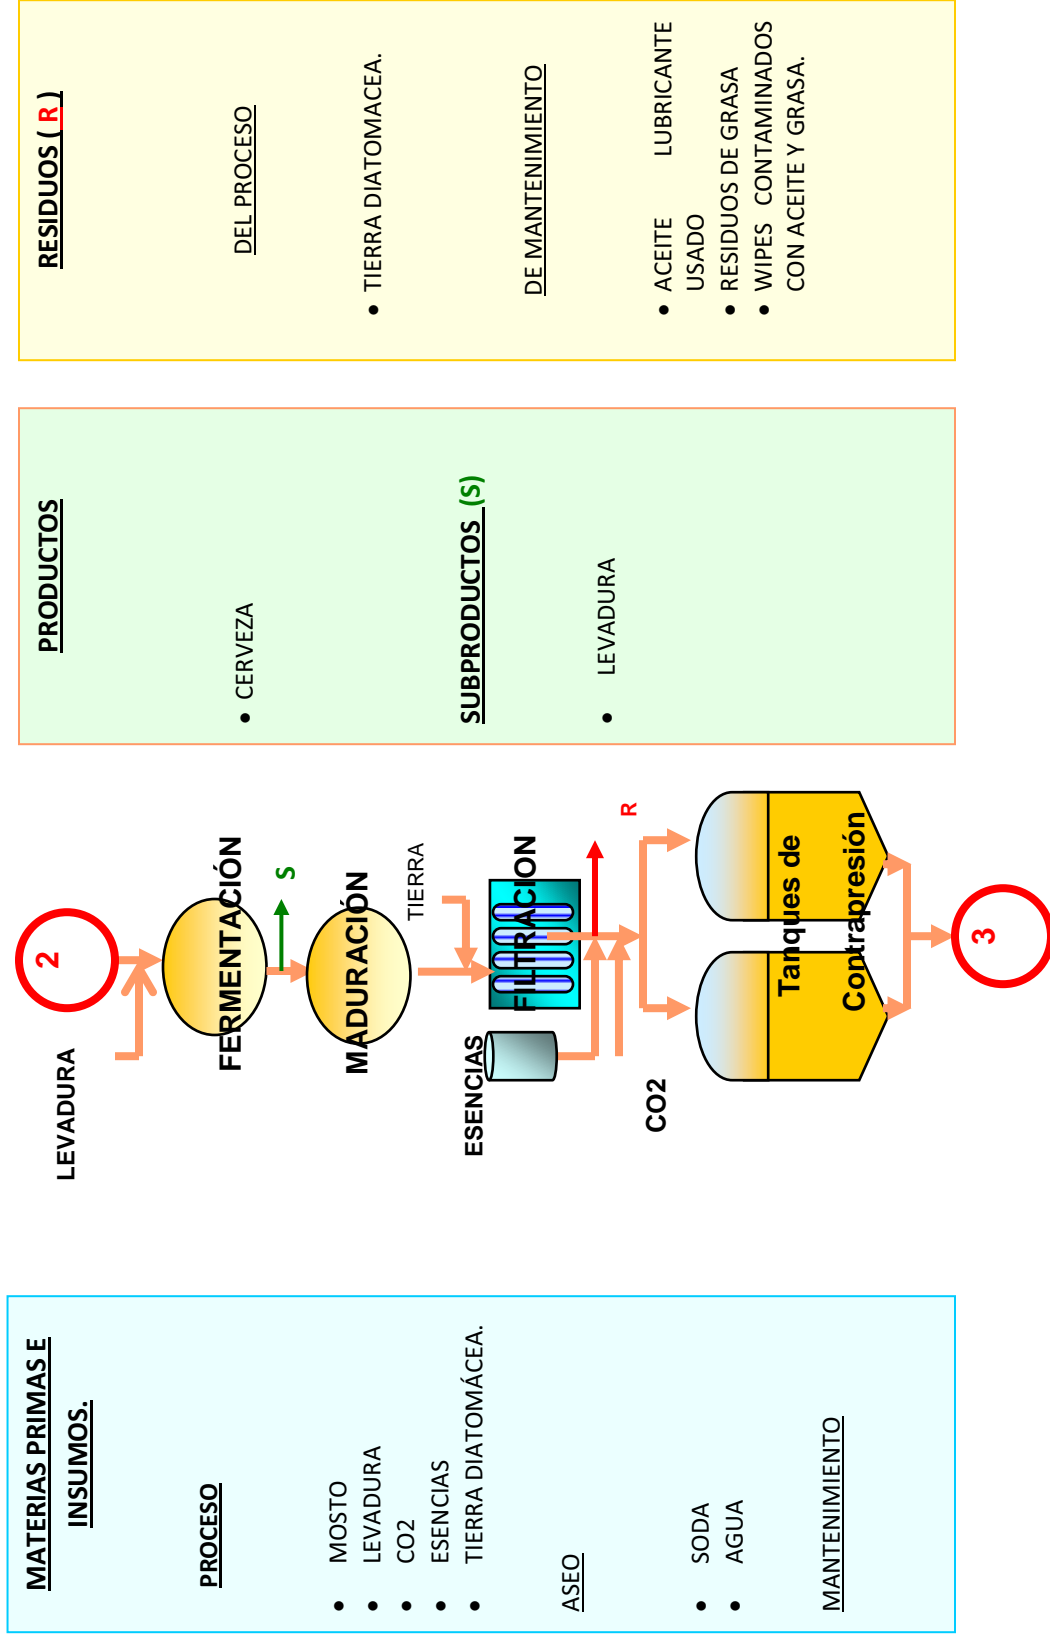 MATERIAS PRIMAS E
INSUMOS.
PROCESO
• MOSTO
• LEVADURA
• CO2
• ESENCIAS
• TIERRA DIATOMÁCEA.
ASEO
• SODA
• AGUA
MANTENIMIENTO
2
LEVADURA
FERMENTACIÓN
S
MADURACIÓN
TIERRA
FILTRACION
ESENCIAS
R
CO2
Tanques de
Contrapresión
3
PRODUCTOS
• CERVEZA
SUBPRODUCTOS (S)
• LEVADURA
RESIDUOS ( R )
DEL PROCESO
• TIERRA DIATOMACEA.
DE MANTENIMIENTO
• ACEITE LUBRICANTE
USADO
• RESIDUOS DE GRASA
• WIPES CONTAMINADOS
CON ACEITE Y GRASA.